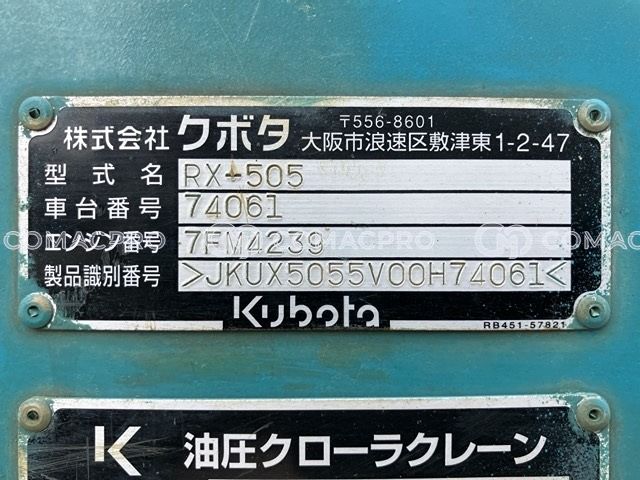 〒556-8601
株式会社 クボタ 大阪市浪速区敷津東1-2-47
型式名 RX-505
車台番号 74061
エンジン番号 7FM4239
製品識別番号 >JKUX5055V00H74061<
Kubota
RB451-57821
K 油圧クローラクレーン
COMACPRO
COMACPRO
COMACPRO